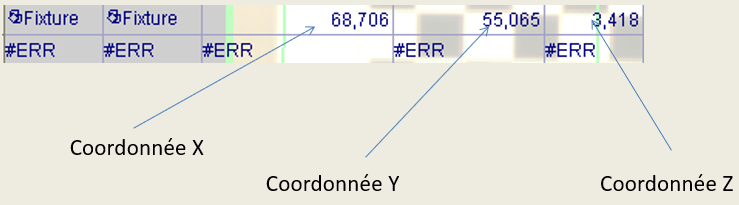 Fixture Fixture 68,706 55,065 3,418
#ERR #ERR #ERR #ERR #ERR
Coordonnée X
Coordonnée Y Coordonnée Z